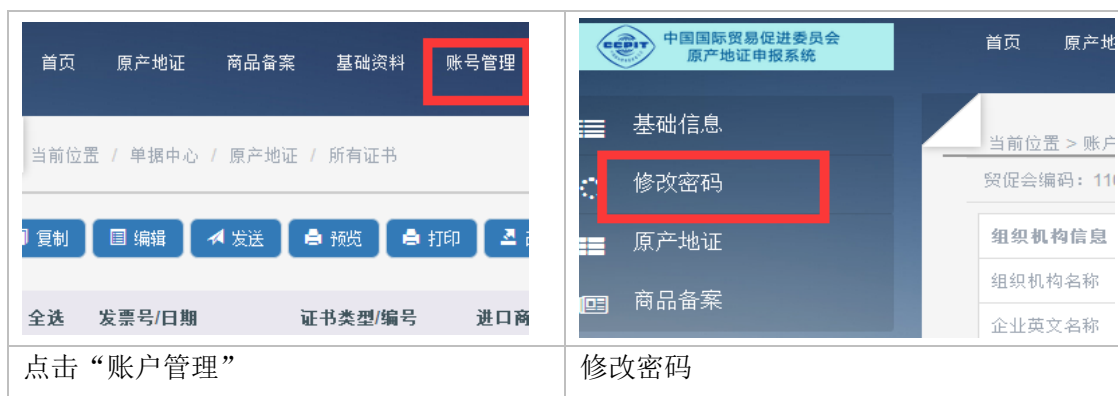 首页 原产地证 商品备案 基础资料 账号管理
当前位置 / 单据中心 / 原产地证 / 所有证书
复制 编辑 发送 预览 打印
全选 发票号/日期 证书类型/编号 进口商
点击“账户管理”
CCPIT 中国国际贸易促进委员会
原产地证申报系统
首页 原产地
基础信息
修改密码
原产地证
商品备案
当前位置 > 账户
贸促会编码：110
组织机构信息
组织机构名称
企业英文名称
修改密码